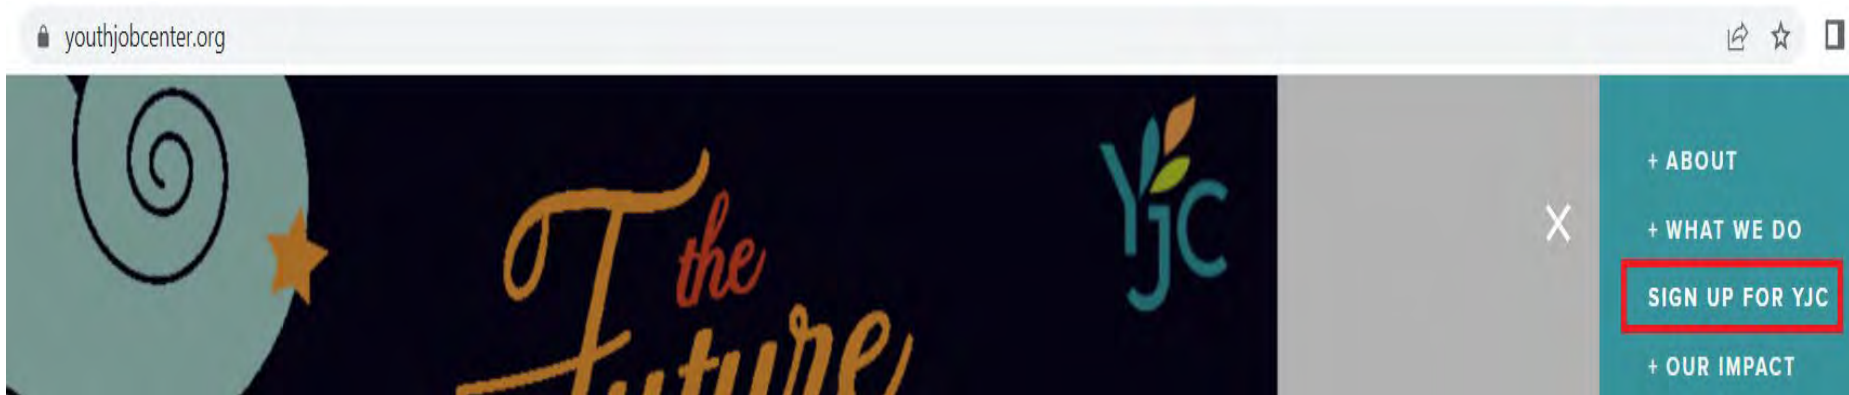 youthjobcenter.org
the
Future
YJC
X
+ ABOUT
+ WHAT WE DO
SIGN UP FOR YJC
+ OUR IMPACT